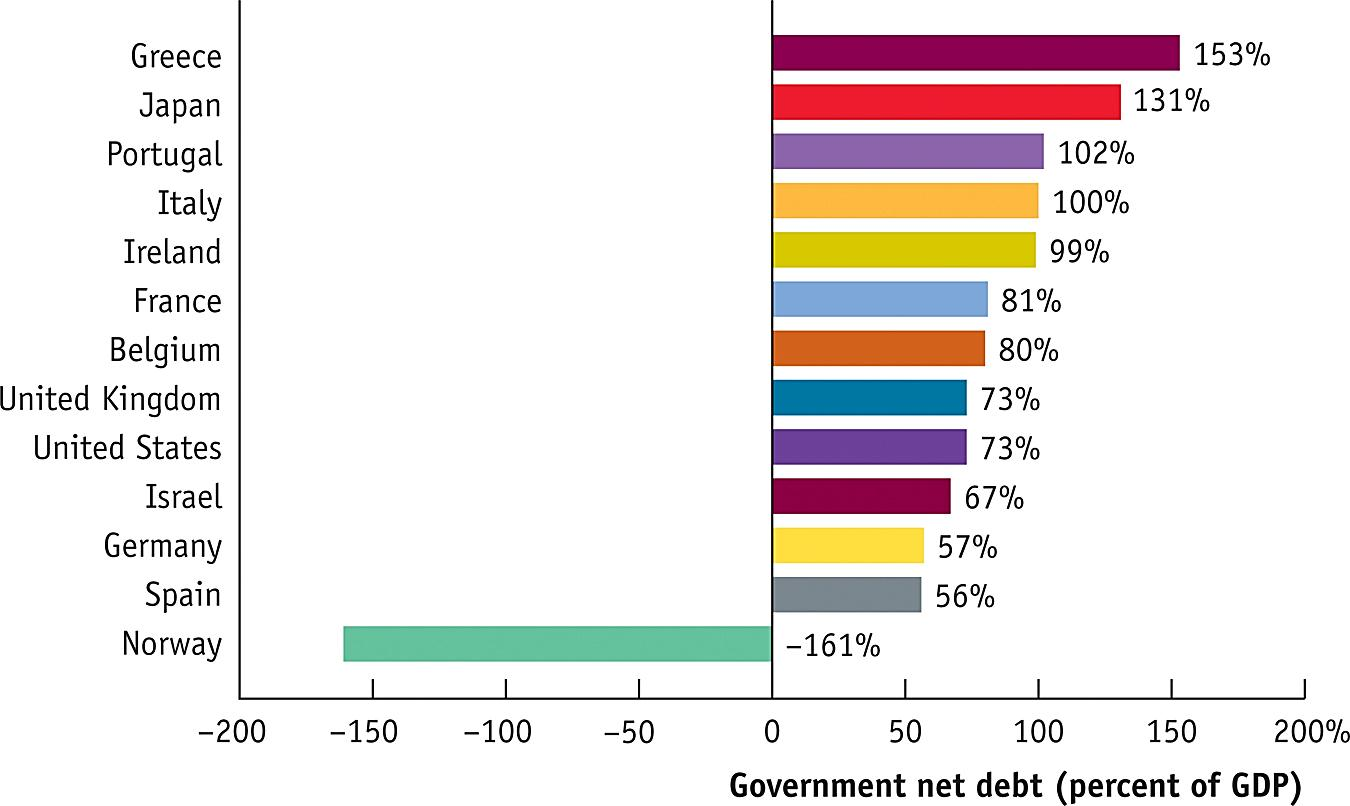 Greece 153%
Japan 131%
Portugal 102%
Italy 100%
Ireland 99%
France 81%
Belgium 80%
United Kingdom 73%
United States 73%
Israel 67%
Germany 57%
Spain 56%
Norway –161%
–200 –150 –100 –50 0 50 100 150 200%
Government net debt (percent of GDP)